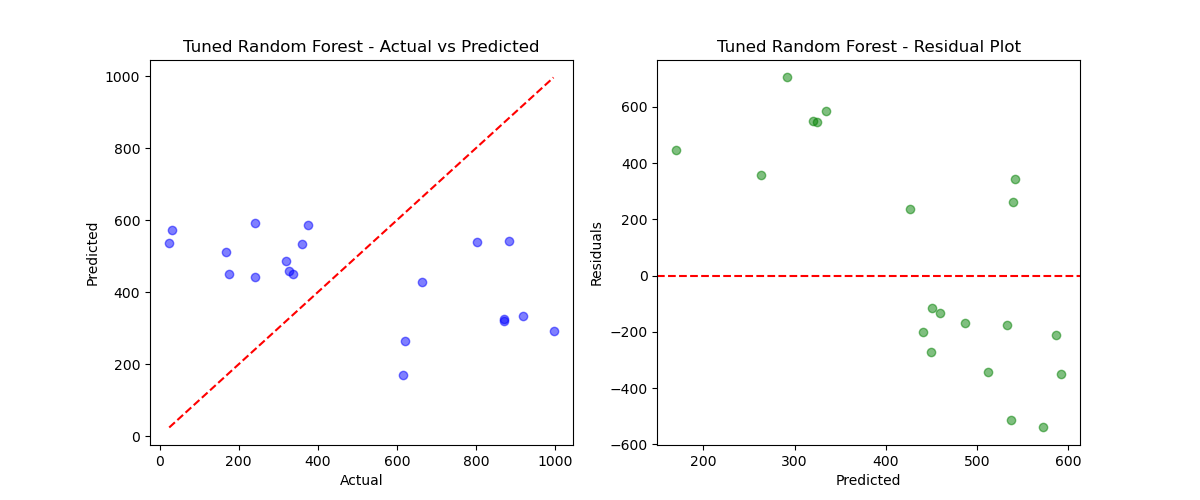 Tuned Random Forest - Actual vs Predicted
1000
800
600
400
200
0
Predicted
0 200 400 600 800 1000
Actual
Tuned Random Forest - Residual Plot
600
400
200
0
−200
−400
−600
Residuals
200 300 400 500 600
Predicted